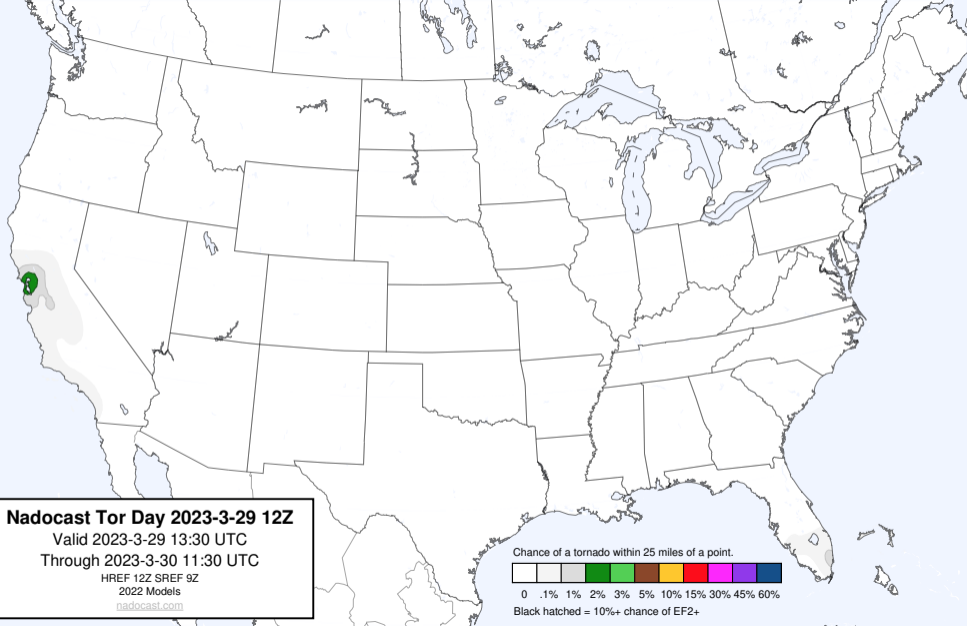 Nadocast Tor Day 2023-3-29 12Z
Valid 2023-3-29 13:30 UTC
Through 2023-3-30 11:30 UTC
HREF 12Z SREF 9Z
2022 Models
nadocast.com
Chance of a tornado within 25 miles of a point.
0 .1% 1% 2% 3% 5% 10% 15% 30% 45% 60%
Black hatched = 10%+ chance of EF2+